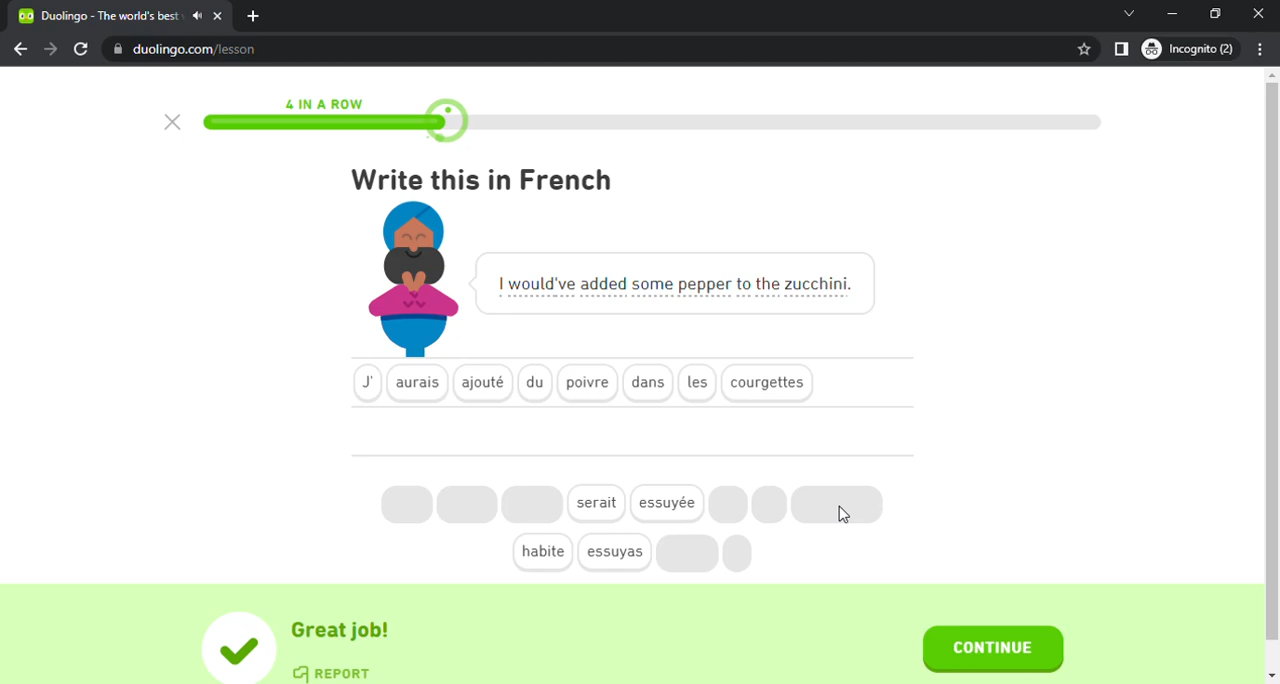 Duolingo - The world's best
duolingo.com/lesson
Incognito (2)
4 IN A ROW
Write this in French
I would've added some pepper to the zucchini.
J' aurais ajouté du poivre dans les courgettes
serait essuyée
habite essuyas
Great job!
REPORT
CONTINUE